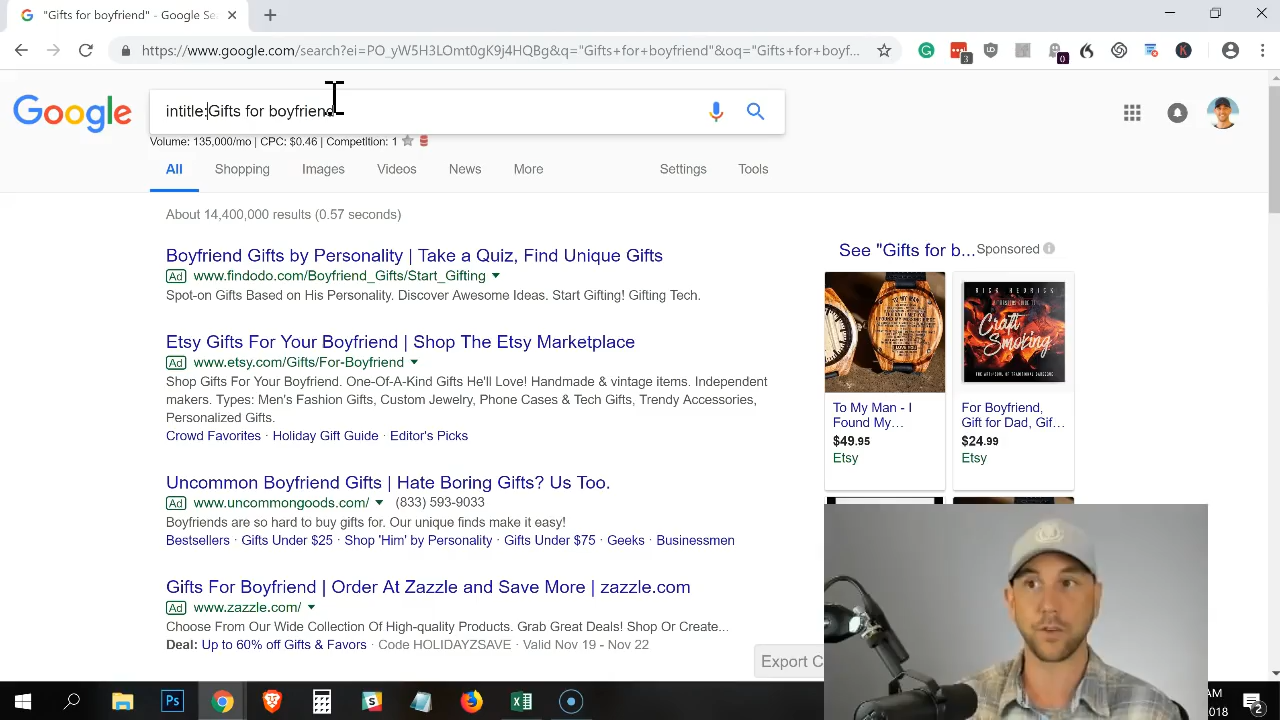 "Gifts for boyfriend" - Goo
https://www.google.com/search?ei=PO_yW5H3LOmt0gK9j4HQBg&q="Gifts+for+boyfriend"&oq="Gifts+for+boyf...
3
0
Google
intitle:Gifts for boyfriend
Volume: 135,000/mo | CPC: $0.46 | Competition: 1
All
Shopping
Images
Videos
News
More
Settings
Tools
About 14,400,000 results (0.57 seconds)
Boyfriend Gifts by Personality | Take a Quiz, Find Unique Gifts
Ad www.findodo.com/Boyfriend_Gifts/Start_Gifting
Spot-on Gifts Based on His Personality. Discover Awesome Ideas. Start Gifting! Gifting Tech.
Etsy Gifts For Your Boyfriend | Shop The Etsy Marketplace
Ad www.etsy.com/Gifts/For-Boyfriend
Shop Gifts For Your Boyfriend. One-Of-A-Kind Gifts He'll Love! Handmade & vintage items. Independent
makers. Types: Men's Fashion Gifts, Custom Jewelry, Phone Cases & Tech Gifts, Trendy Accessories,
Personalized Gifts.
Crowd Favorites · Holiday Gift Guide · Editor's Picks
Uncommon Boyfriend Gifts | Hate Boring Gifts? Us Too.
Ad www.uncommongoods.com/ (833) 593-9033
Boyfriends are so hard to buy gifts for. Our unique finds make it easy!
Bestsellers · Gifts Under $25 · Shop 'Him' by Personality · Gifts Under $75 · Geeks · Businessmen
Gifts For Boyfriend | Order At Zazzle and Save More | zazzle.com
Ad www.zazzle.com/
Choose From Our Wide Collection Of High-quality Products. Grab Great Deals! Shop Or Create...
Deal: Up to 60% off Gifts & Favors · Code HOLIDAYZSAVE · Valid Nov 19 - Nov 22
See "Gifts for b... Sponsored
Craft
Smoking
To My Man - I
Found My...
$49.95
Etsy
For Boyfriend,
Gift for Dad, Gif...
$24.99
Etsy
Export C
AM
2018
2